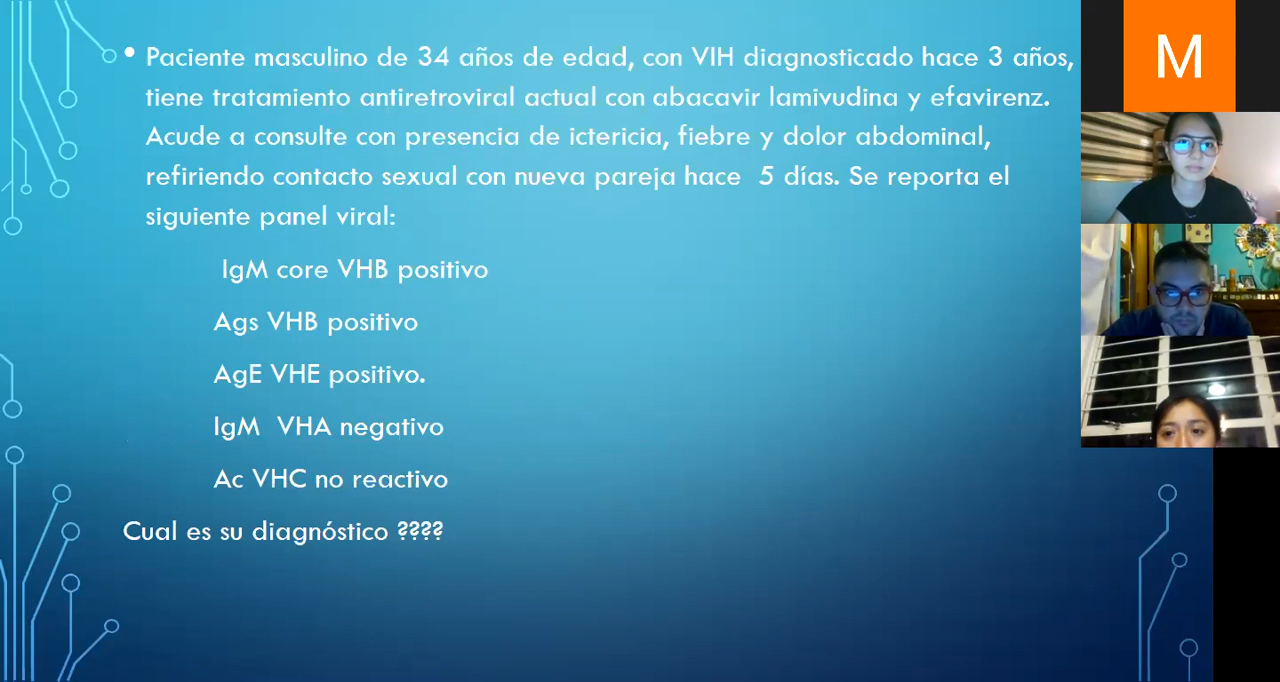 • Paciente masculino de 34 años de edad, con VIH diagnosticado hace 3 años,
tiene tratamiento antiretroviral actual con abacavir lamivudina y efavirenz.
Acude a consulte con presencia de ictericia, fiebre y dolor abdominal,
refiriendo contacto sexual con nueva pareja hace 5 días. Se reporta el
siguiente panel viral:
IgM core VHB positivo
Ags VHB positivo
AgE VHE positivo.
IgM VHA negativo
Ac VHC no reactivo
Cual es su diagnóstico ????
M